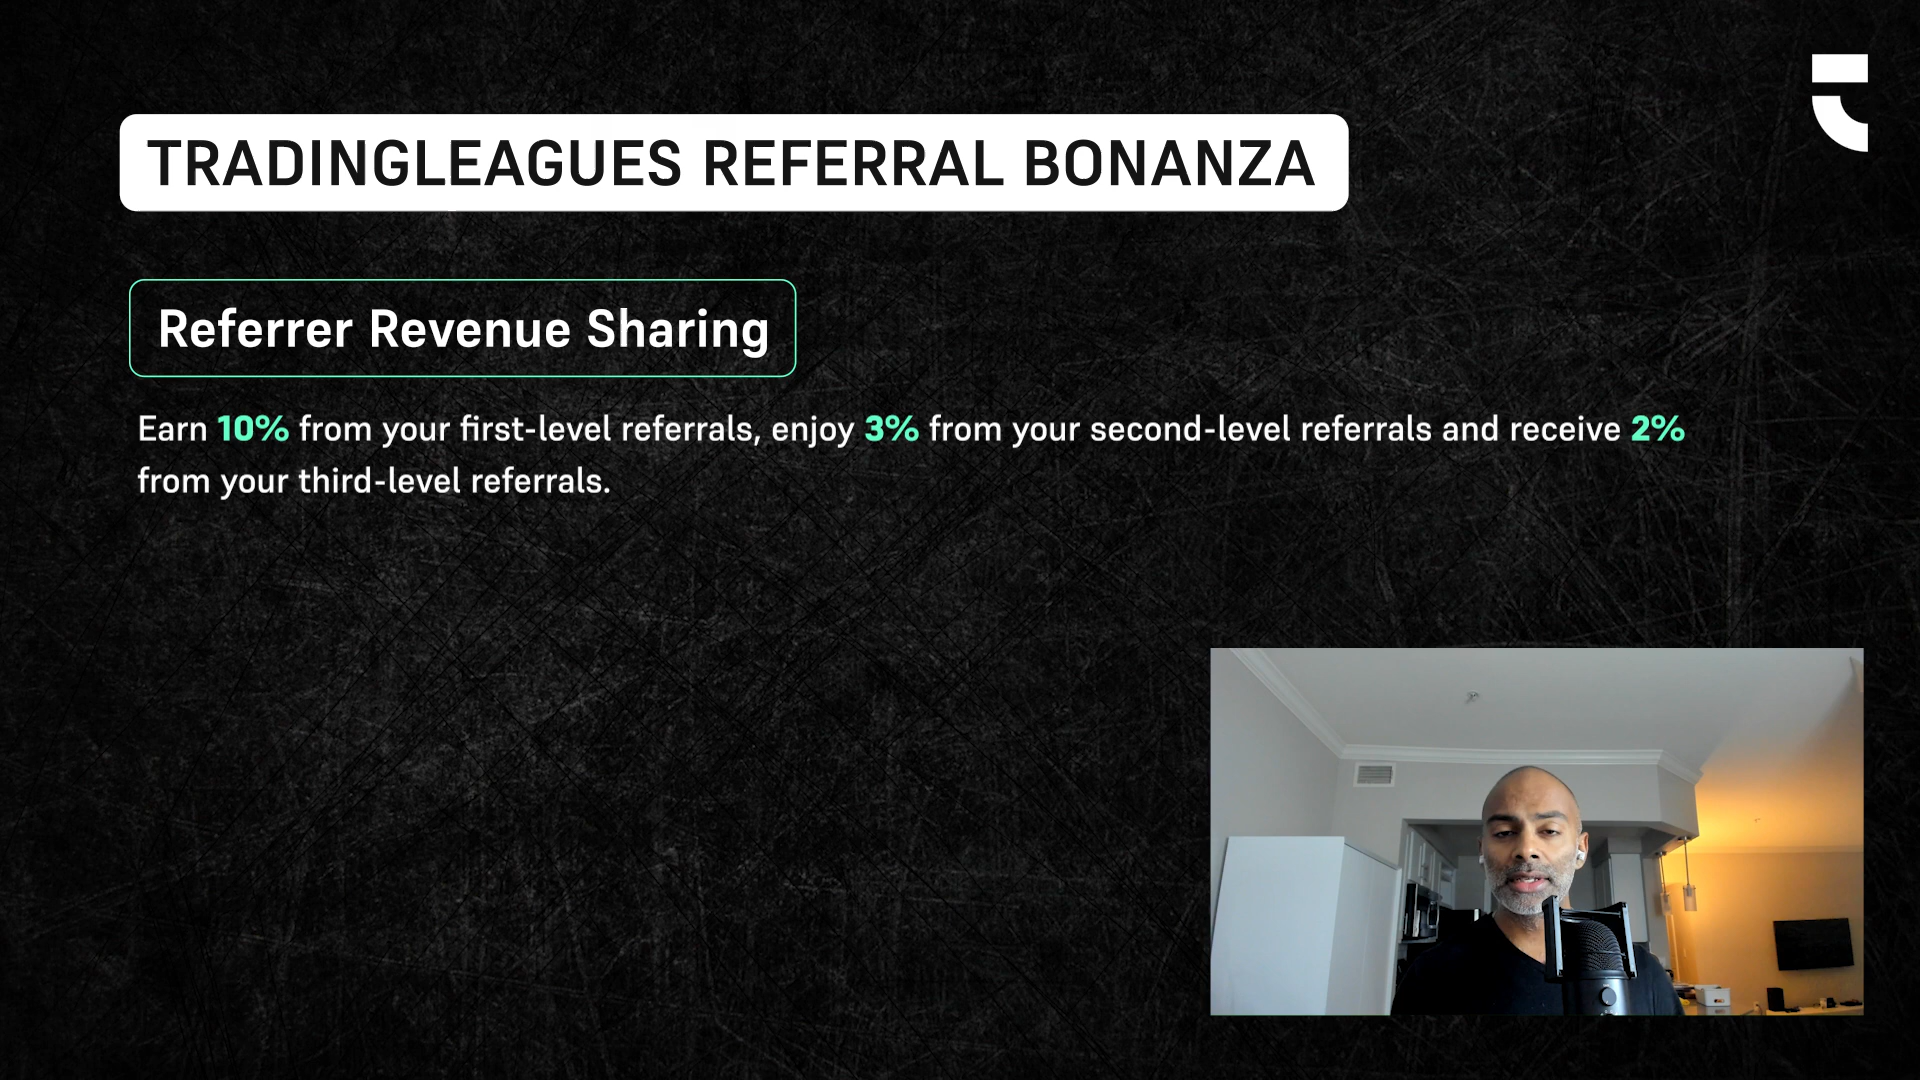 TRADINGLEAGUES REFERRAL BONANZA
Referrer Revenue Sharing
Earn 10% from your first-level referrals, enjoy 3% from your second-level referrals and receive 2%
from your third-level referrals.